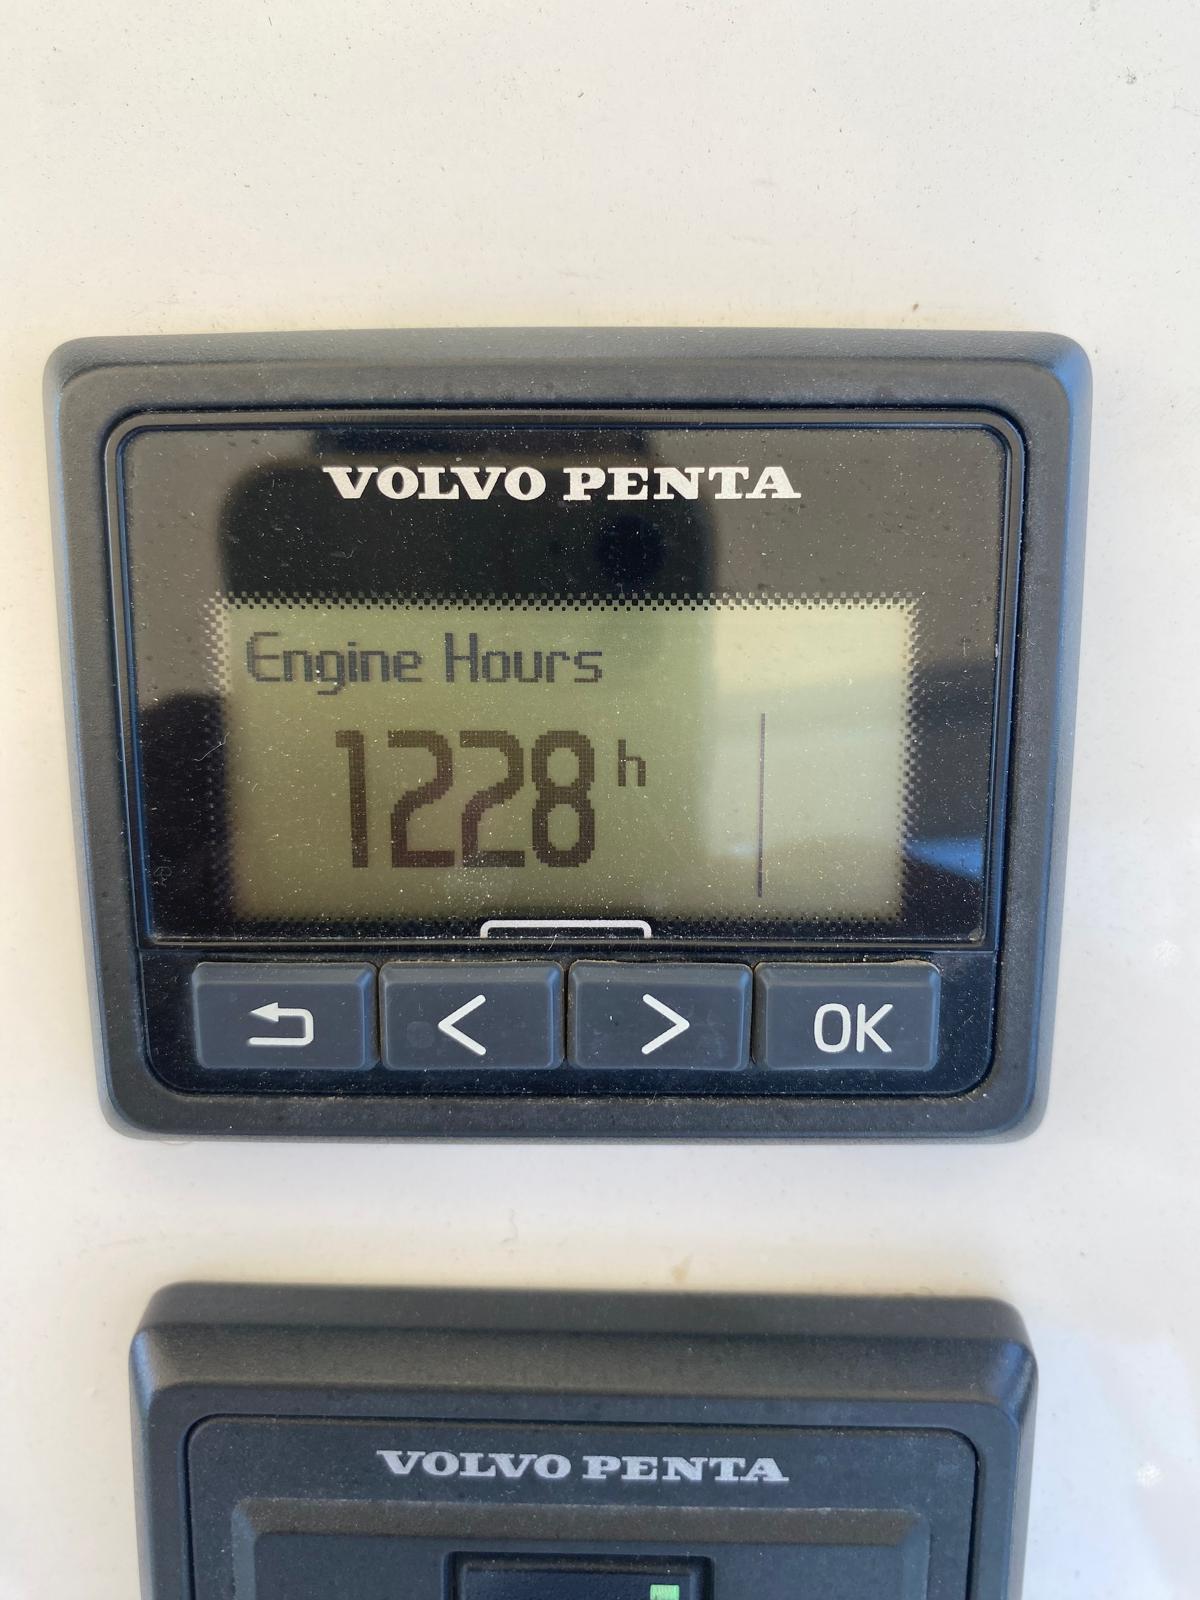 VOLVO PENTA
Engine Hours
1228 h
< > OK
VOLVO PENTA